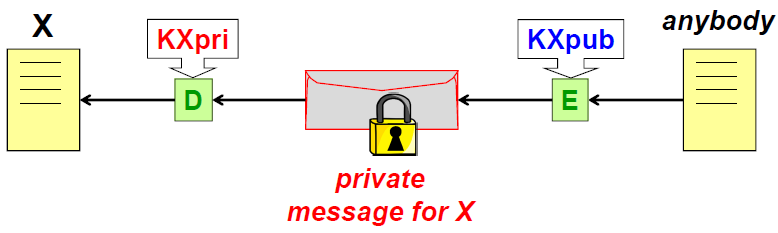 X
KXpri
KXpub
anybody
D
E
private
message for X